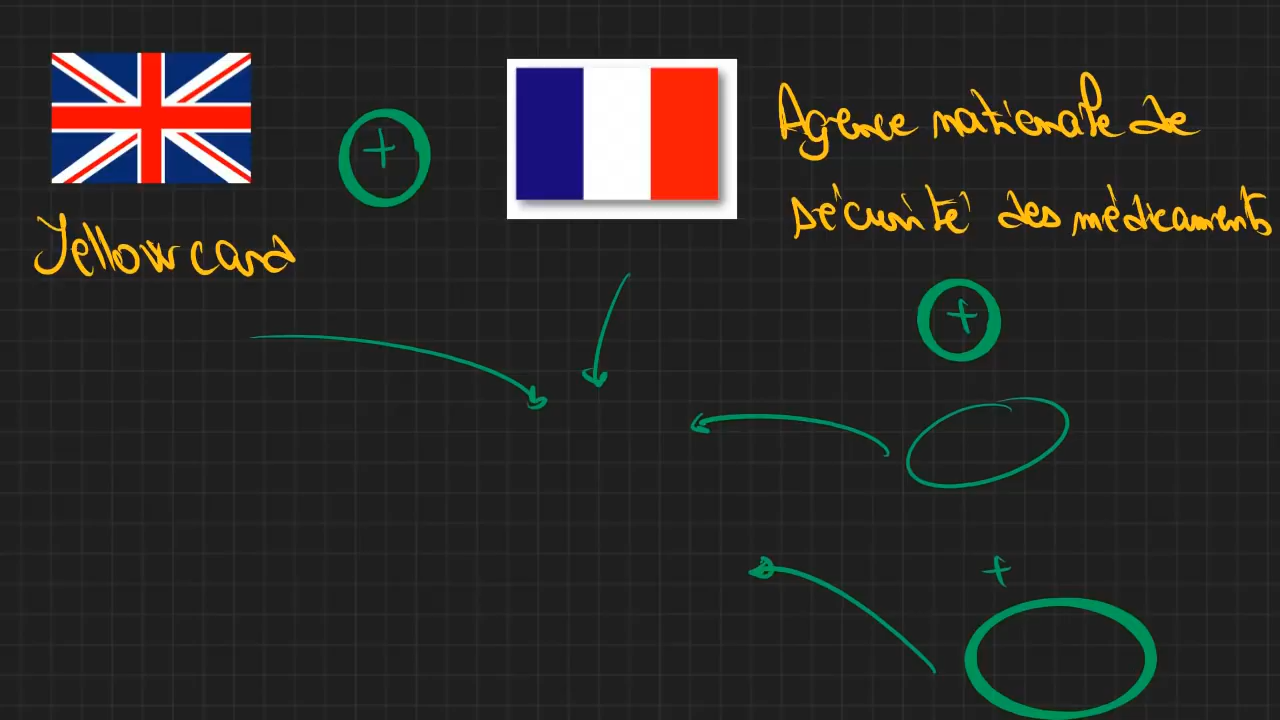 Yellow card
+
Agence nationale de
sécurité des médicaments
+
+